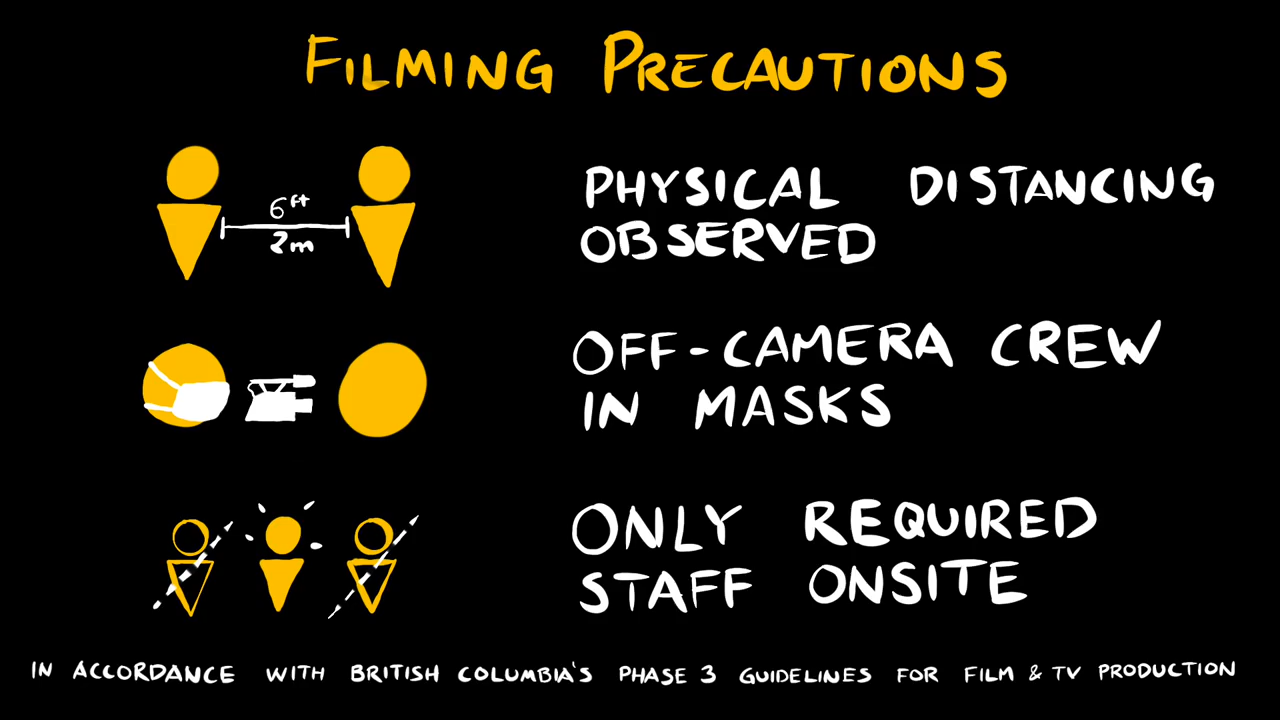 FILMING PRECAUTIONS
6ft
2m
PHYSICAL DISTANCING
OBSERVED
OFF-CAMERA CREW
IN MASKS
ONLY REQUIRED
STAFF ONSITE
IN ACCORDANCE WITH BRITISH COLUMBIA'S PHASE 3 GUIDELINES FOR FILM & TV PRODUCTION